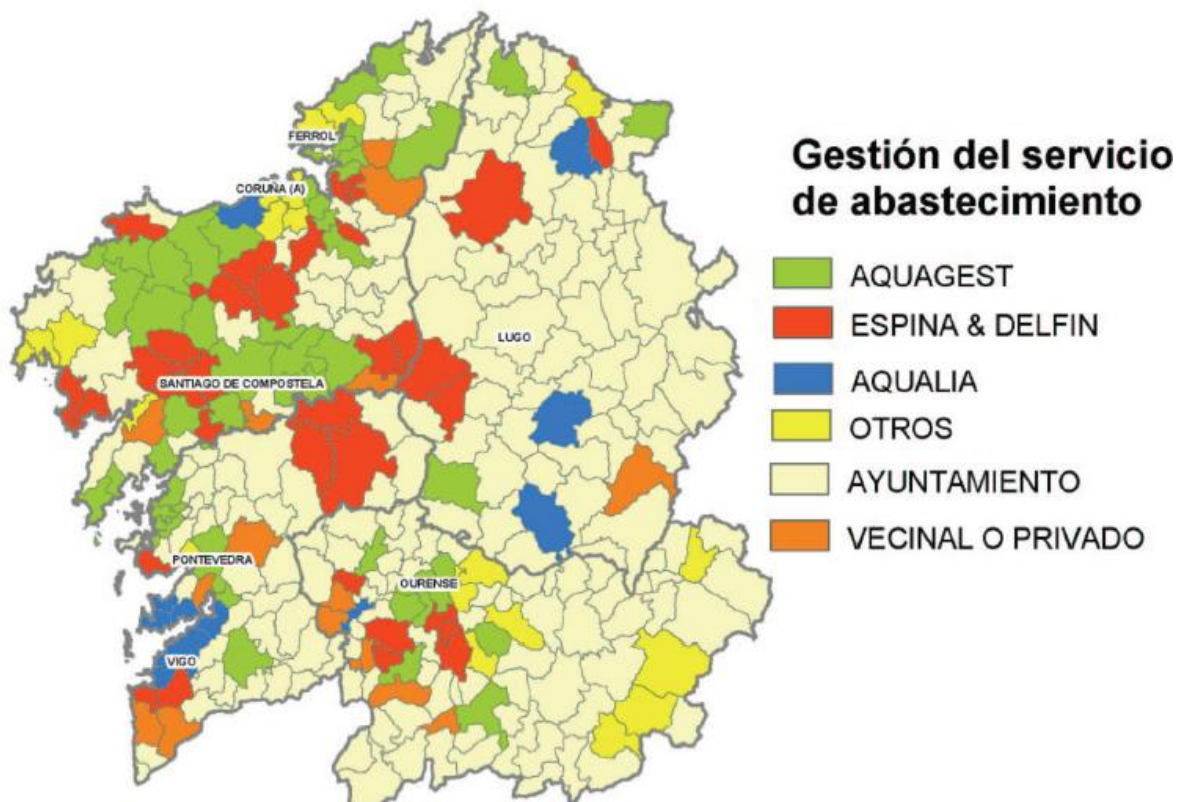 FERROL
CORUÑA (A)
LUGO
SANTIAGO DE COMPOSTELA
PONTEVEDRA
OURENSE
VIGO
Gestión del servicio
de abastecimiento
AQUAGEST
ESPINA & DELFIN
AQUALIA
OTROS
AYUNTAMIENTO
VECINAL O PRIVADO